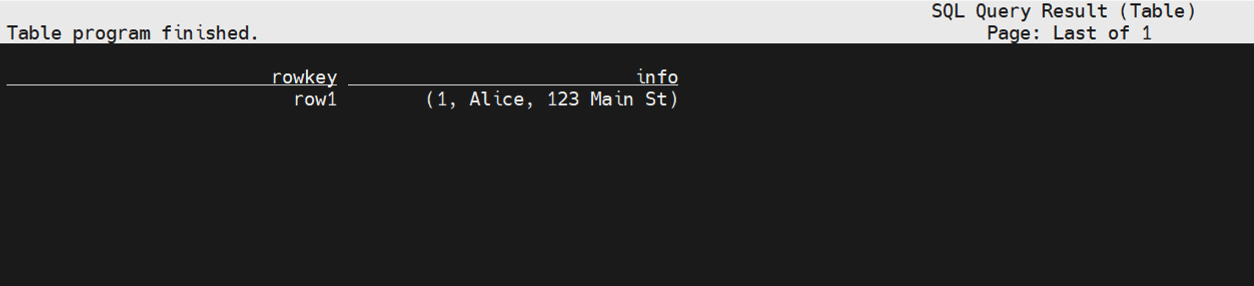 SQL Query Result (Table)
Table program finished. Page: Last of 1
rowkey info
row1 (1, Alice, 123 Main St)